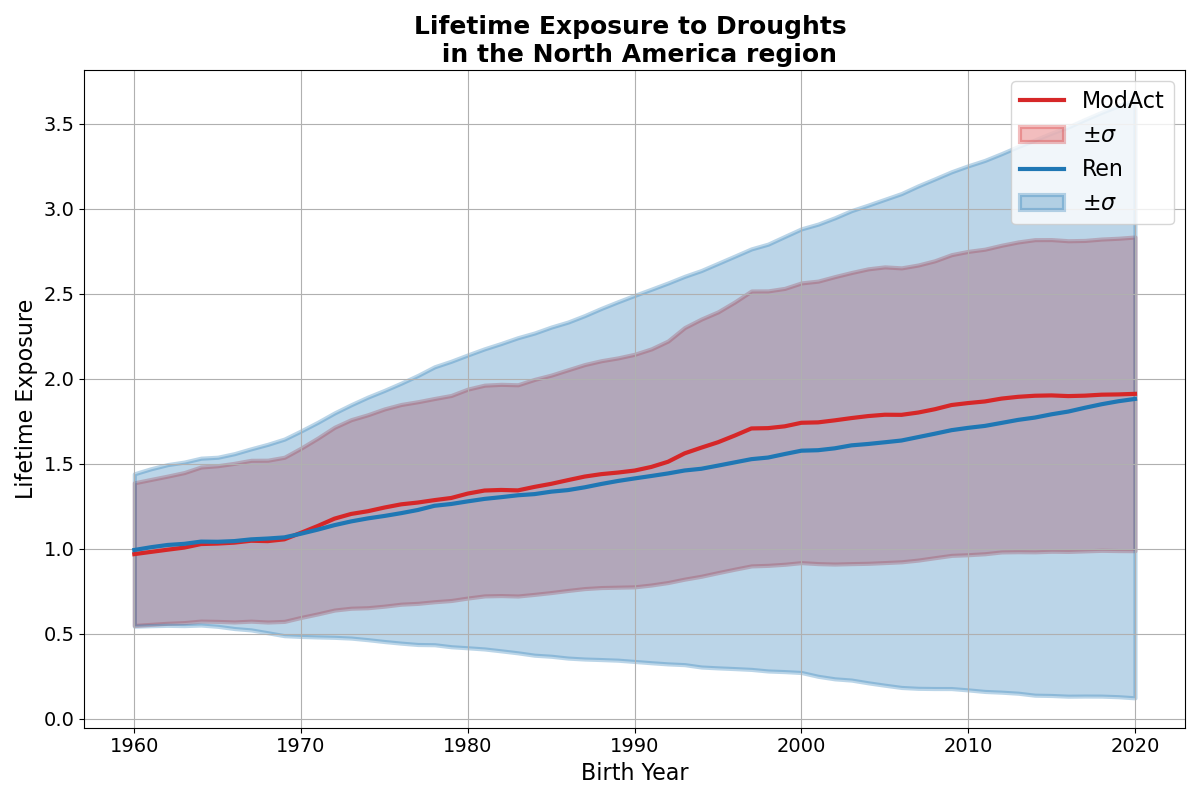 Lifetime Exposure to Droughts
in the North America region
ModAct
±σ
Ren
±σ
Lifetime Exposure
3.5
3.0
2.5
2.0
1.5
1.0
0.5
0.0
1960 1970 1980 1990 2000 2010 2020
Birth Year